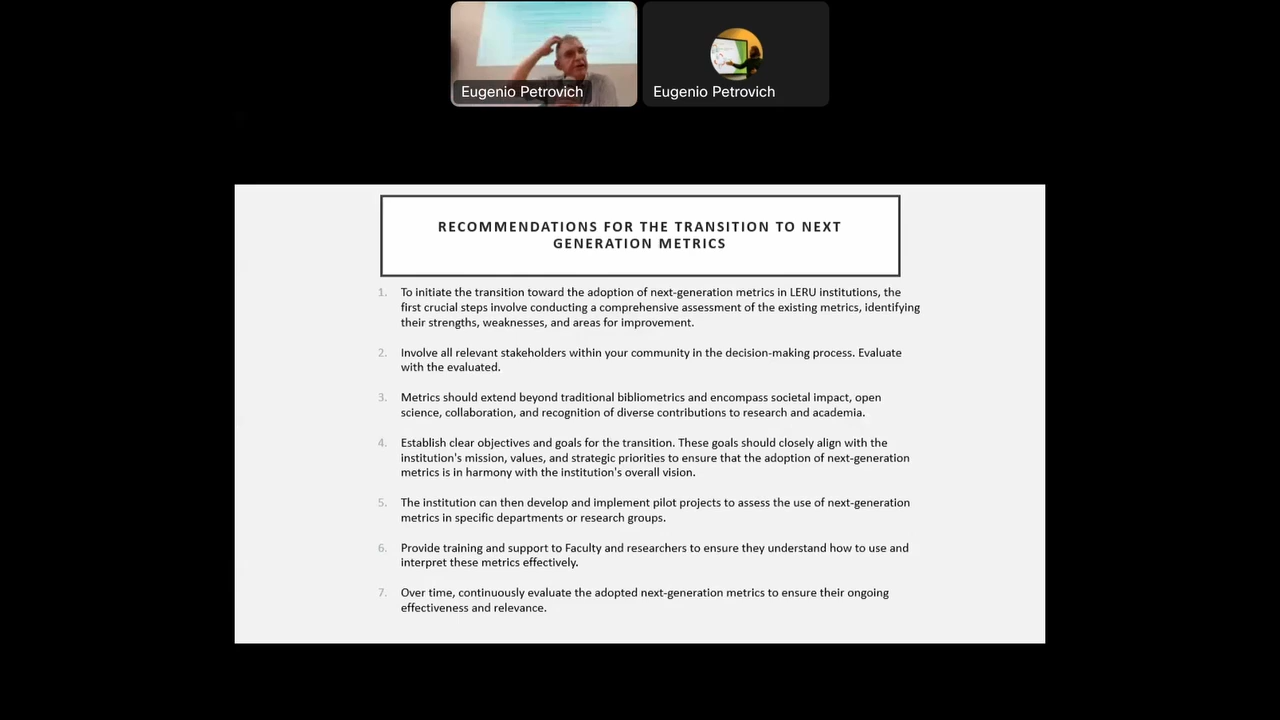 Eugenio Petrovich
Eugenio Petrovich
RECOMMENDATIONS FOR THE TRANSITION TO NEXT
GENERATION METRICS
1. To initiate the transition toward the adoption of next-generation metrics in LERU institutions, the
first crucial steps involve conducting a comprehensive assessment of the existing metrics, identifying
their strengths, weaknesses, and areas for improvement.
2. Involve all relevant stakeholders within your community in the decision-making process. Evaluate
with the evaluated.
3. Metrics should extend beyond traditional bibliometrics and encompass societal impact, open
science, collaboration, and recognition of diverse contributions to research and academia.
4. Establish clear objectives and goals for the transition. These goals should closely align with the
institution's mission, values, and strategic priorities to ensure that the adoption of next-generation
metrics is in harmony with the institution's overall vision.
5. The institution can then develop and implement pilot projects to assess the use of next-generation
metrics in specific departments or research groups.
6. Provide training and support to Faculty and researchers to ensure they understand how to use and
interpret these metrics effectively.
7. Over time, continuously evaluate the adopted next-generation metrics to ensure their ongoing
effectiveness and relevance.